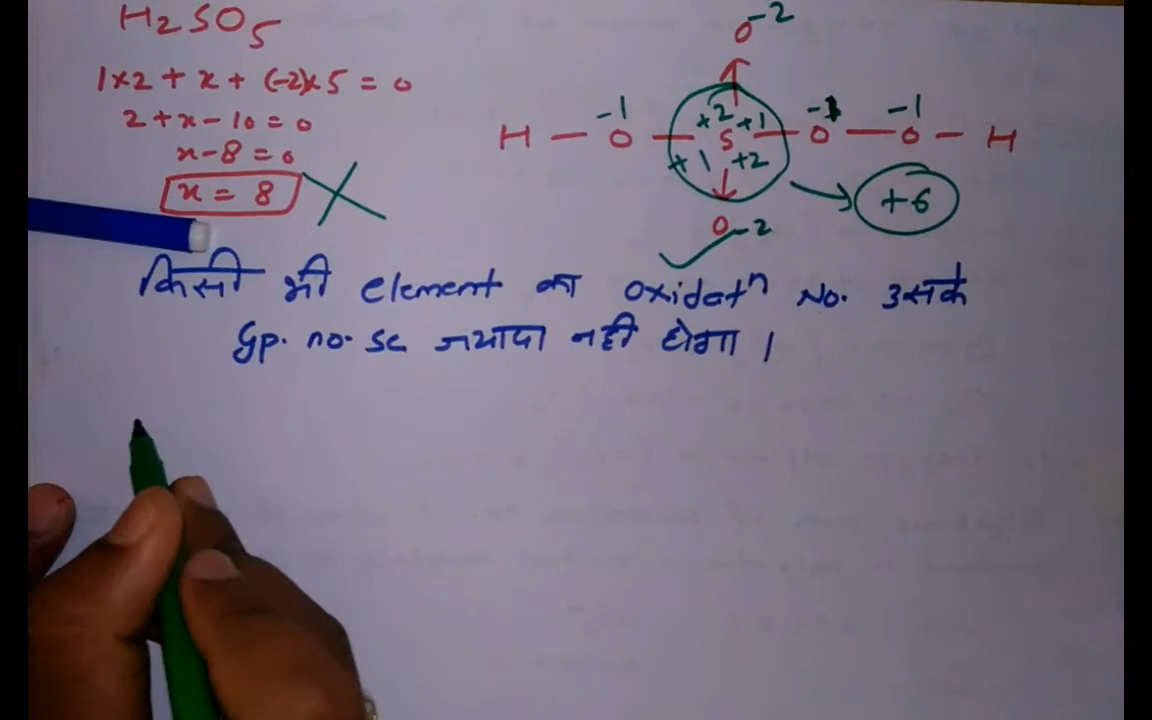 H2SO5
1×2 + x + (-2)×5 = 0
2 + x - 10 = 0
x - 8 = 0
x = 8
O-2
-1 +2 +1 -1 -1
H — O — S — O — O — H
+1 +2
+6
O-2
किसी भी element का oxidatn No. उसके
Gp. no. se ज्यादा नही होगा ।